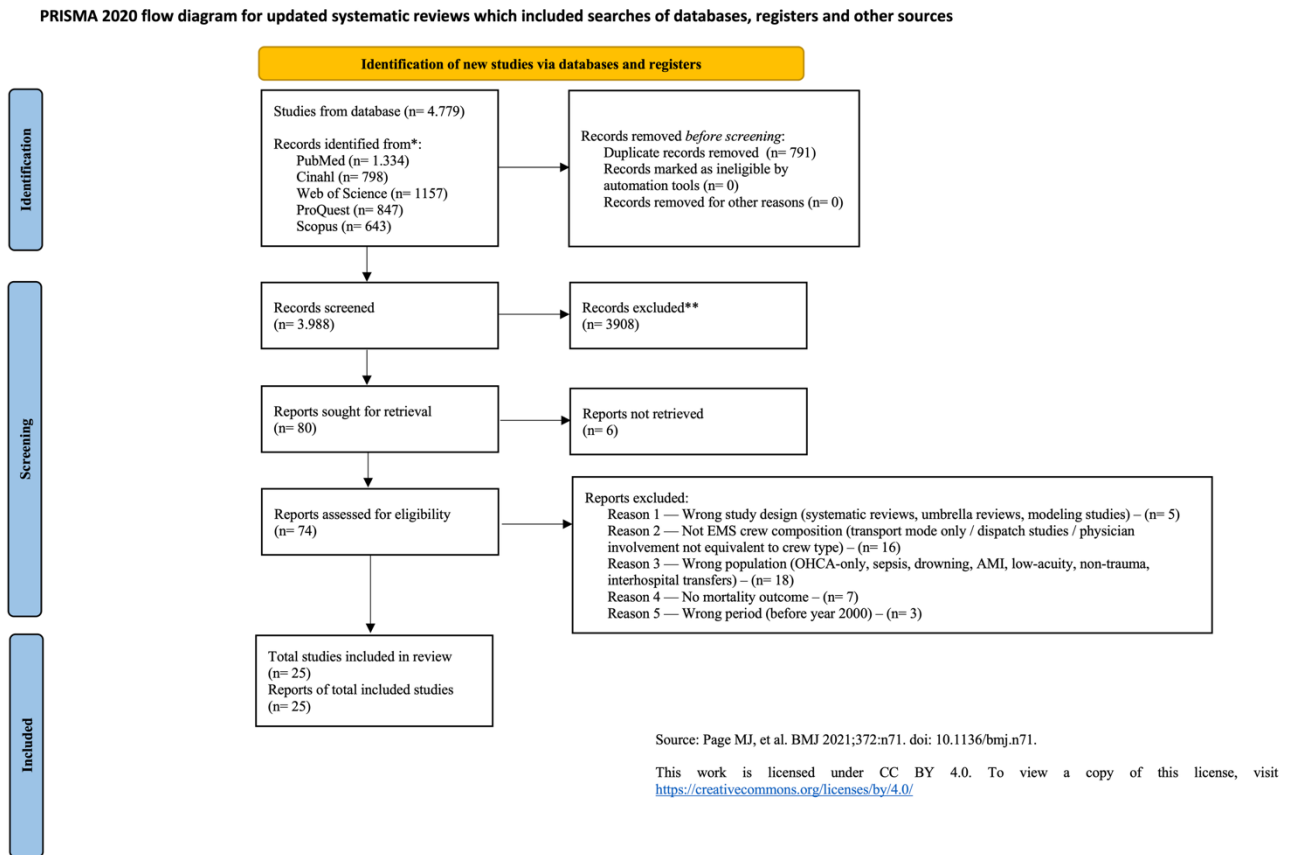 PRISMA 2020 flow diagram for updated systematic reviews which included searches of databases, registers and other sources
Identification of new studies via databases and registers
Identification
Studies from database (n= 4.779)
Records identified from*:
PubMed (n= 1.334)
Cinahl (n= 798)
Web of Science (n= 1157)
ProQuest (n= 847)
Scopus (n= 643)
Records removed before screening:
Duplicate records removed (n= 791)
Records marked as ineligible by
automation tools (n= 0)
Records removed for other reasons (n= 0)
Screening
Records screened
(n= 3.988)
Records excluded**
(n= 3908)
Reports sought for retrieval
(n= 80)
Reports not retrieved
(n= 6)
Reports assessed for eligibility
(n= 74)
Reports excluded:
Reason 1 — Wrong study design (systematic reviews, umbrella reviews, modeling studies) – (n= 5)
Reason 2 — Not EMS crew composition (transport mode only / dispatch studies / physician
involvement not equivalent to crew type) – (n= 16)
Reason 3 — Wrong population (OHCA-only, sepsis, drowning, AMI, low-acuity, non-trauma,
interhospital transfers) – (n= 18)
Reason 4 — No mortality outcome – (n= 7)
Reason 5 — Wrong period (before year 2000) – (n= 3)
Included
Total studies included in review
(n= 25)
Reports of total included studies
(n= 25)
Source: Page MJ, et al. BMJ 2021;372:n71. doi: 10.1136/bmj.n71.
This work is licensed under CC BY 4.0. To view a copy of this license, visit
https://creativecommons.org/licenses/by/4.0/